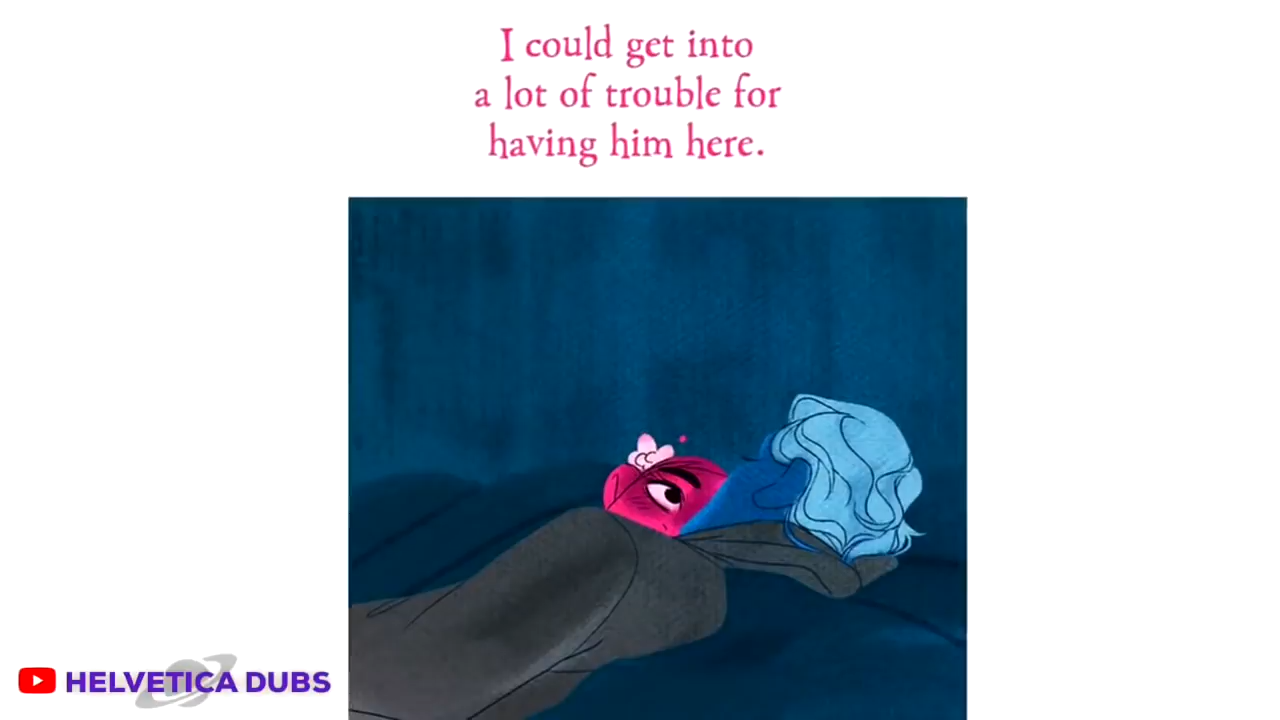 I could get into
a lot of trouble for
having him here.
HELVETICA DUBS